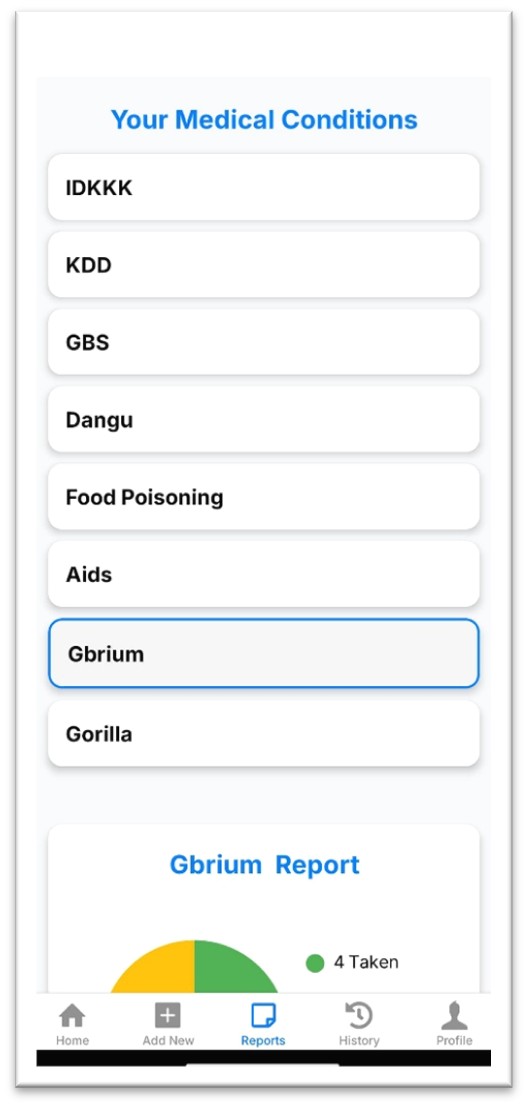 Your Medical Conditions
IDKKK
KDD
GBS
Dangu
Food Poisoning
Aids
Gbrium
Gorilla
Gbrium Report
4 Taken
Home
Add New
Reports
History
Profile